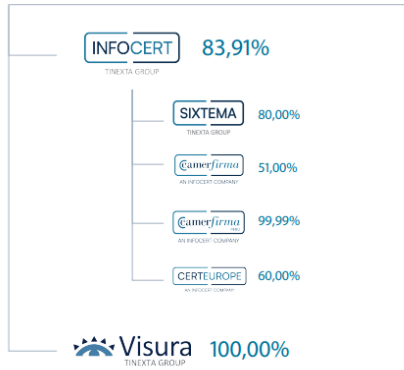 INFOCERT 83,91%
TINEXTA GROUP
SIXTEMA 80,00%
TINEXTA GROUP
Camerfirma 51,00%
AN INFOCERT COMPANY
Camerfirma 99,99%
PERÚ
AN INFOCERT COMPANY
CERTEUROPE 60,00%
AN INFOCERT COMPANY
Visura 100,00%
TINEXTA GROUP